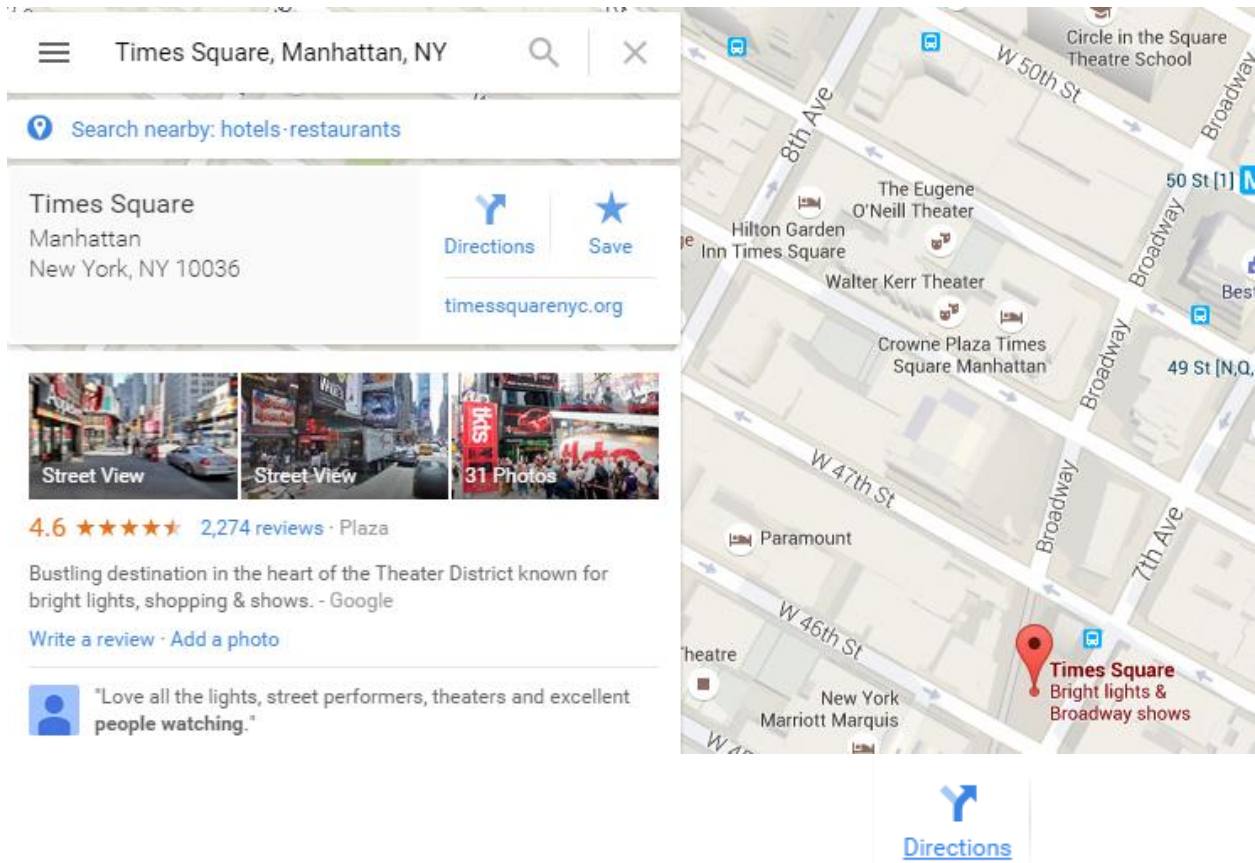 Times Square, Manhattan, NY
Search nearby: hotels · restaurants
Times Square
Manhattan
New York, NY 10036
Directions
Save
timessquarenyc.org
Street View
Street View
31 Photos
tkts
4.6
2,274 reviews · Plaza
Bustling destination in the heart of the Theater District known for
bright lights, shopping & shows. - Google
Write a review · Add a photo
"Love all the lights, street performers, theaters and excellent
people watching."
Circle in the Square
Theatre School
W 50th St
Broadway
8th Ave
50 St [1]
The Eugene
O'Neill Theater
Hilton Garden
Inn Times Square
Broadway
Walter Kerr Theater
Best
Crowne Plaza Times
Square Manhattan
Broadway
49 St [N,Q,
W 47th St
Broadway
7th Ave
Paramount
W 46th St
heatre
Times Square
Bright lights &
Broadway shows
New York
Marriott Marquis
Directions